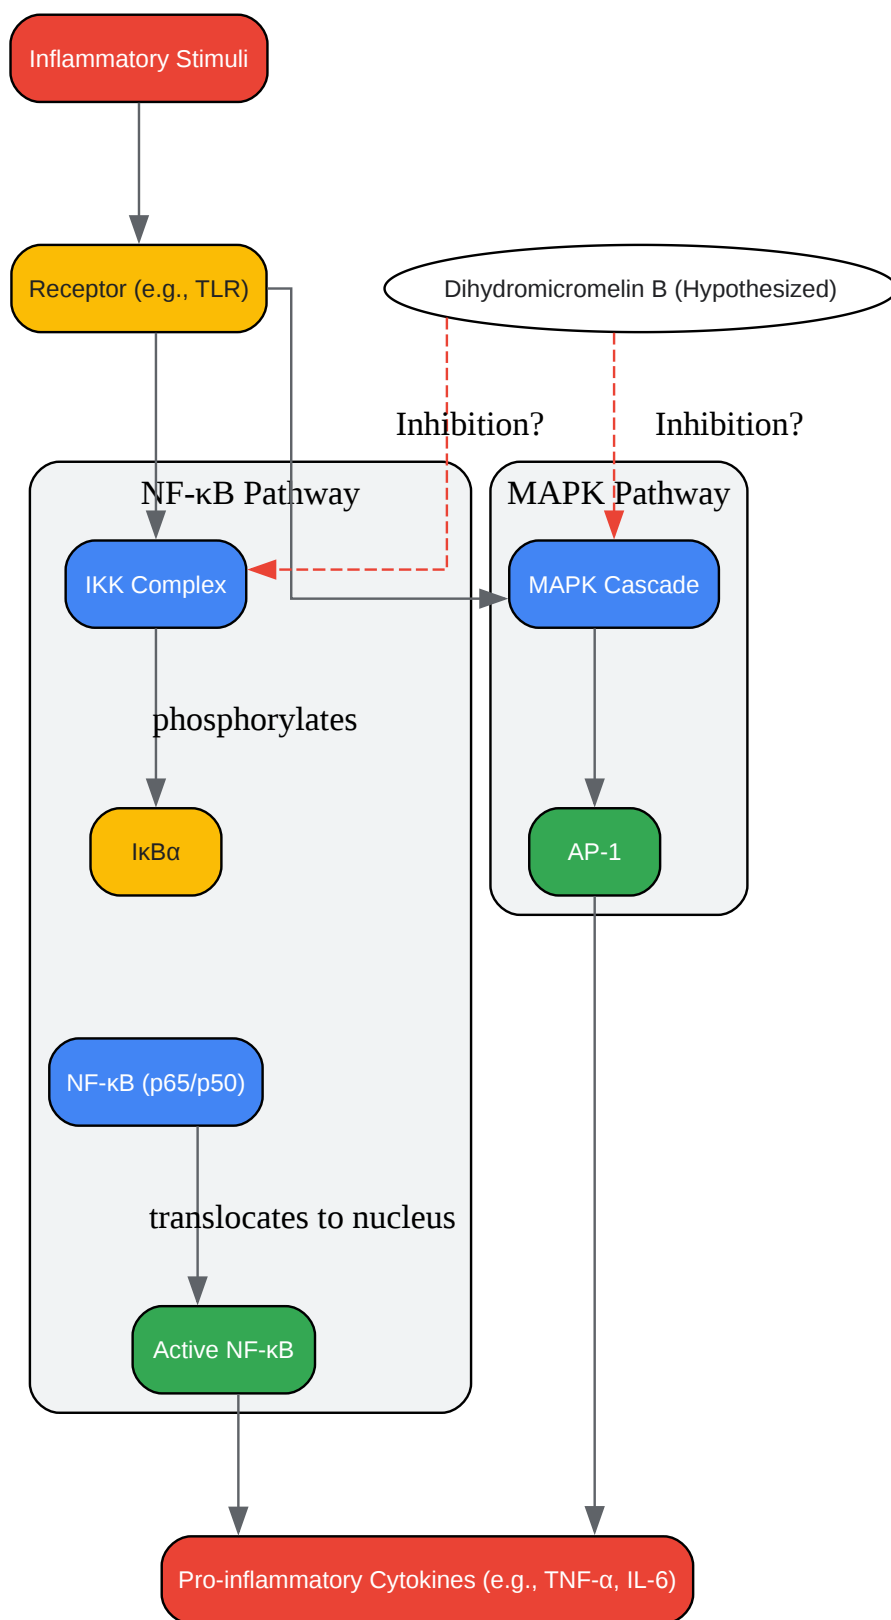 Inflammatory Stimuli
Receptor (e.g., TLR)
Dihydromicromelin B (Hypothesized)
Inhibition?
Inhibition?
NF-κB Pathway
MAPK Pathway
IKK Complex
MAPK Cascade
phosphorylates
IκBα
AP-1
NF-κB (p65/p50)
translocates to nucleus
Active NF-κB
Pro-inflammatory Cytokines (e.g., TNF-α, IL-6)